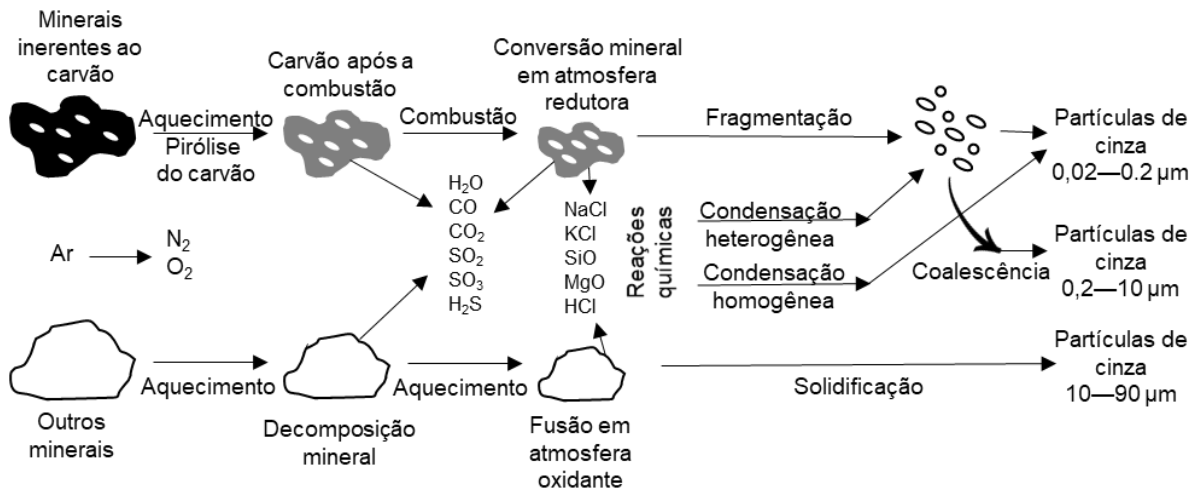 Minerais
inerentes ao
carvão
Aquecimento
Pirólise
do carvão
Carvão após a
combustão
Combustão
Conversão mineral
em atmosfera
redutora
Fragmentação
Partículas de
cinza
0,02—0.2 µm
H₂O
CO
CO₂
SO₂
SO₃
H₂S
NaCl
KCl
SiO
MgO
HCl
Reações
químicas
Condensação
heterogênea
Condensação
homogênea
Coalescência
Partículas de
cinza
0,2—10 µm
Ar
N₂
O₂
Outros
minerais
Aquecimento
Decomposição
mineral
Aquecimento
Fusão em
atmosfera
oxidante
Solidificação
Partículas de
cinza
10—90 µm